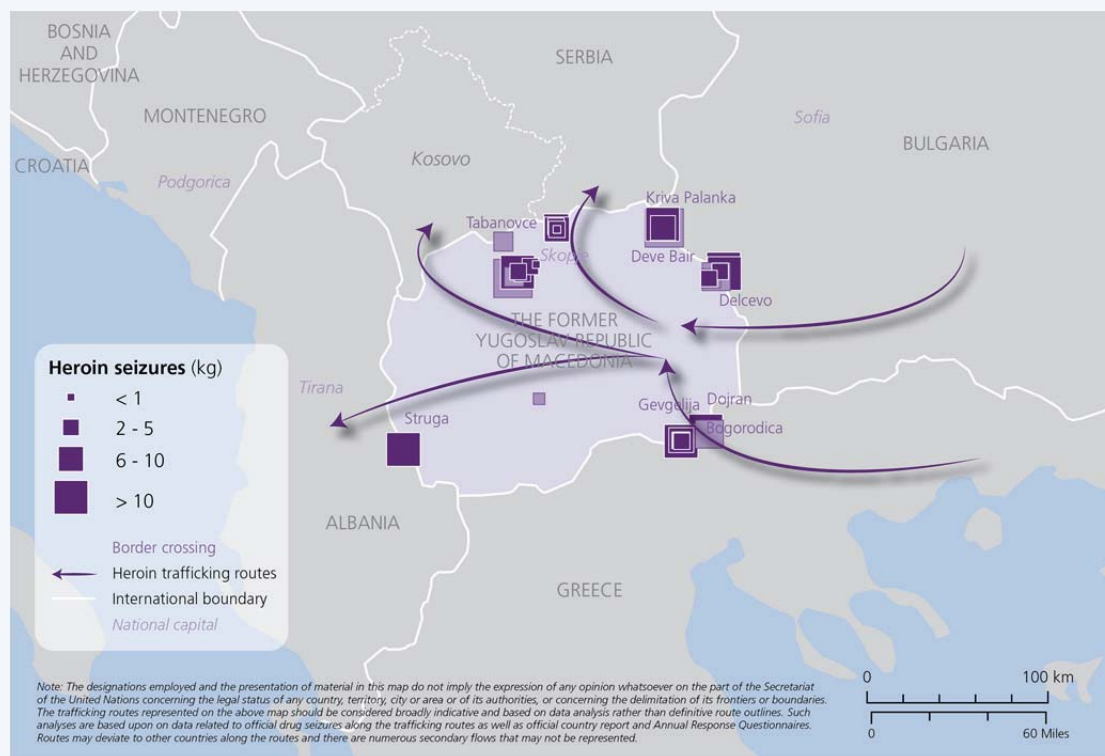 BOSNIA
AND
HERZEGOVINA
SERBIA
MONTENEGRO
Sofia
BULGARIA
CROATIA
Kosovo
Podgorica
Kriva Palanka
Tabanovce
Skopje
Deve Bair
Delcevo
THE FORMER
YUGOSLAV REPUBLIC
OF MACEDONIA
Heroin seizures (kg)
< 1
2 - 5
6 - 10
> 10
Border crossing
Heroin trafficking routes
International boundary
National capital
Tirana
Struga
Gevgelija
Dojran
Bogorodica
ALBANIA
GREECE
0 100 km
0 60 Miles
Note: The designations employed and the presentation of material in this map do not imply the expression of any opinion whatsoever on the part of the Secretariat
of the United Nations concerning the legal status of any country, territory, city or area or of its authorities, or concerning the delimitation of its frontiers or boundaries.
The trafficking routes represented on the above map should be considered broadly indicative and based on data analysis rather than definitive route outlines. Such
analyses are based upon on data related to official drug seizures along the trafficking routes as well as official country report and Annual Response Questionnaires.
Routes may deviate to other countries along the routes and there are numerous secondary flows that may not be represented.